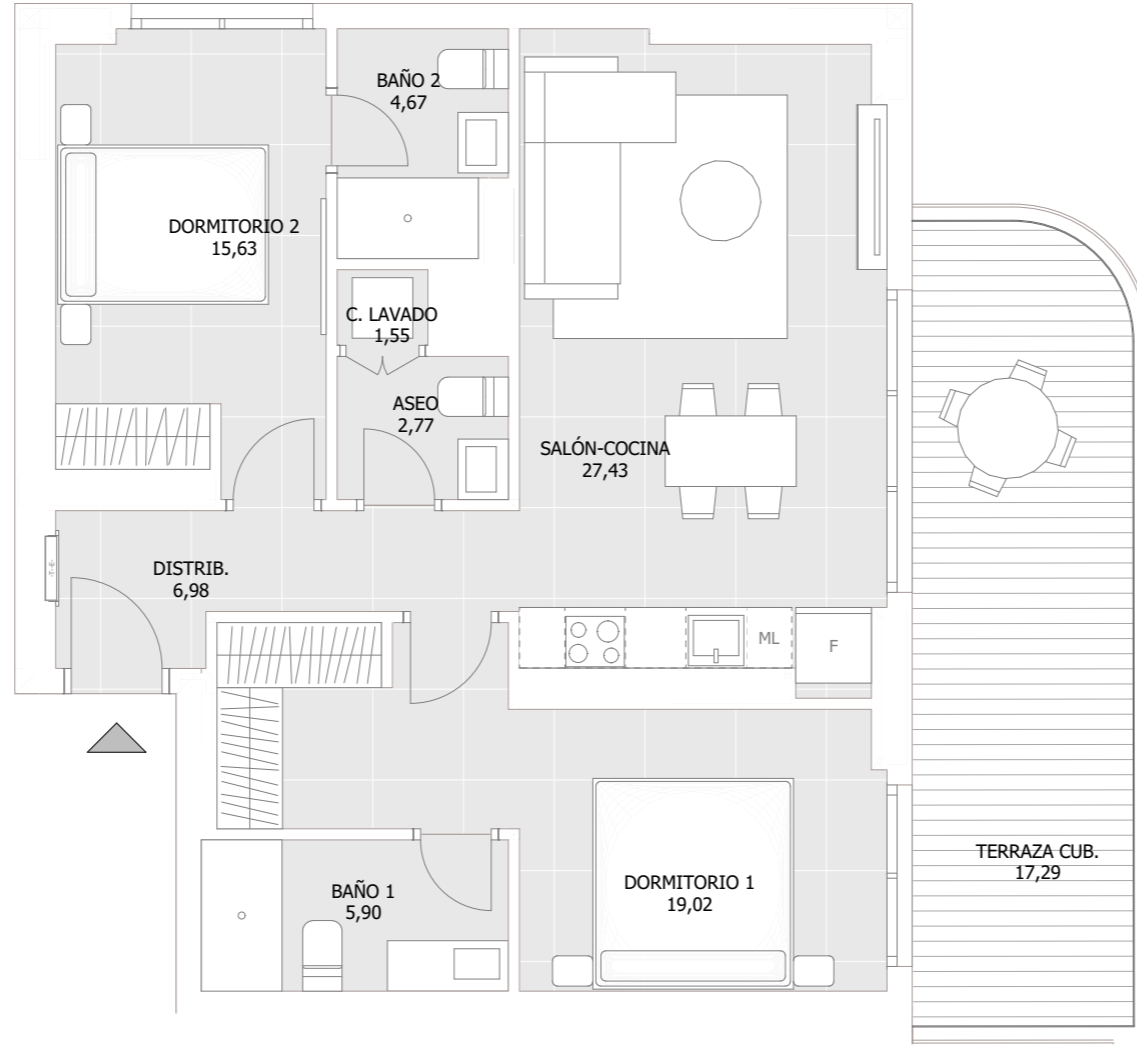 BAÑO 2
4,67
DORMITORIO 2
15,63
C. LAVADO
1,55
ASEO
2,77
SALÓN-COCINA
27,43
DISTRIB.
6,98
-T-E-
ML
F
BAÑO 1
5,90
DORMITORIO 1
19,02
TERRAZA CUB.
17,29